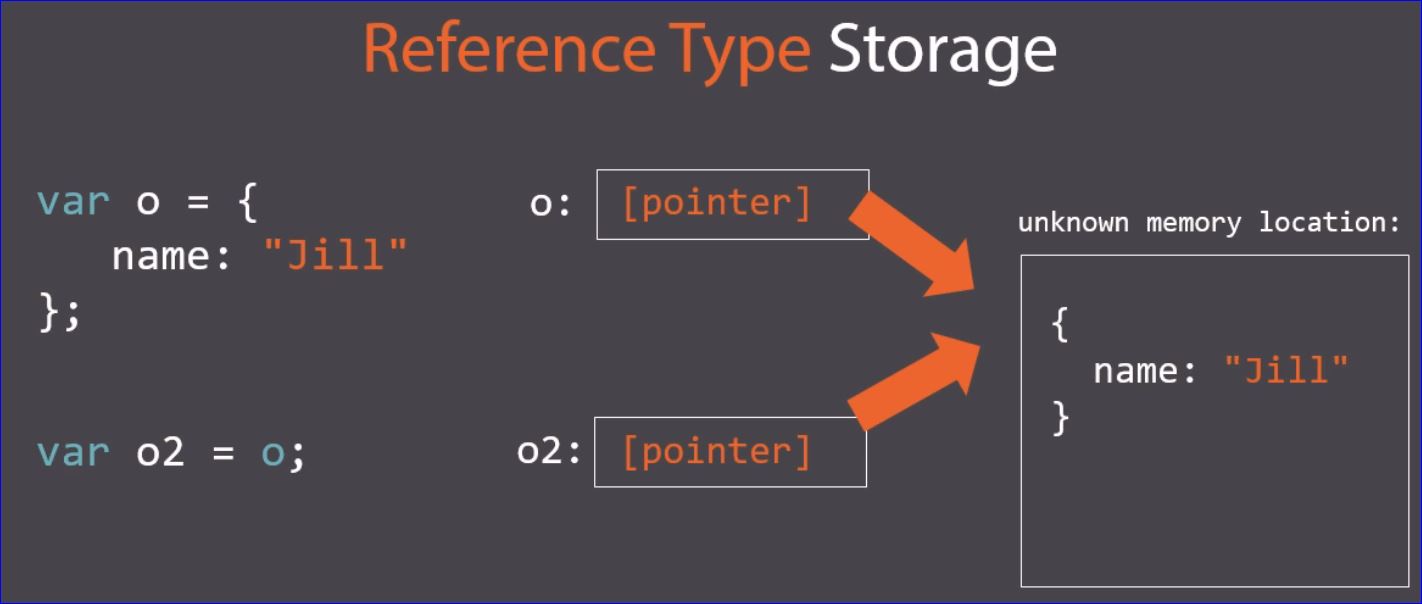 Reference Type Storage
var o = {
name: "Jill"
};
o: [pointer]
unknown memory location:
{
name: "Jill"
}
var o2 = o;
o2: [pointer]